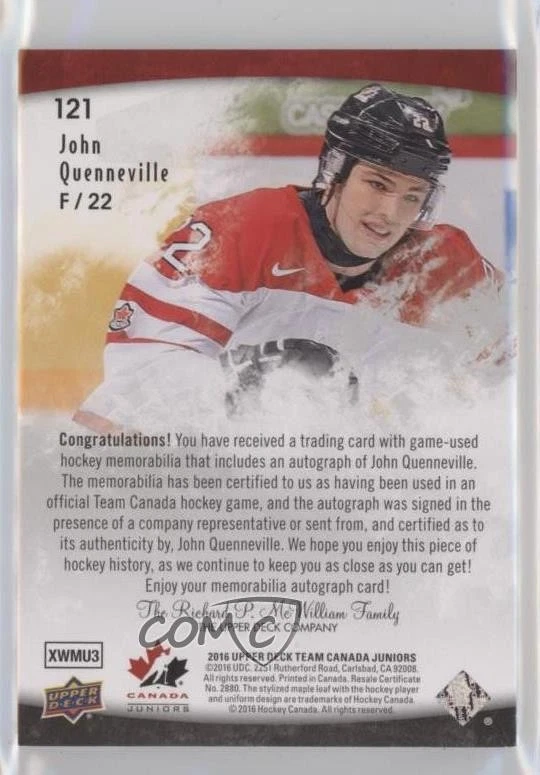 121
John
Quenneville
F / 22
22
2
CAS
Congratulations! You have received a trading card with game-used
hockey memorabilia that includes an autograph of John Quenneville.
The memorabilia has been certified to us as having been used in an
official Team Canada hockey game, and the autograph was signed in the
presence of a company representative or sent from, and certified as to
its authenticity by, John Quenneville. We hope you enjoy this piece of
hockey history, as we continue to keep you as close as you can get!
Enjoy your memorabilia autograph card!
The Richard P. McWilliam Family
THE UPPER DECK COMPANY
COMC
XWMU3
UPPER
DECK
CANADA
JUNIORS
2016 UPPER DECK TEAM CANADA JUNIORS
©2016 UDC. 2251 Rutherford Road, Carlsbad, CA 92008.
All rights reserved. Printed in Canada. Resale Certificate
No. 2880. The stylized maple leaf with the hockey player
and uniform design are trademarks of Hockey Canada.
© 2016 Hockey Canada. All rights reserved.
®